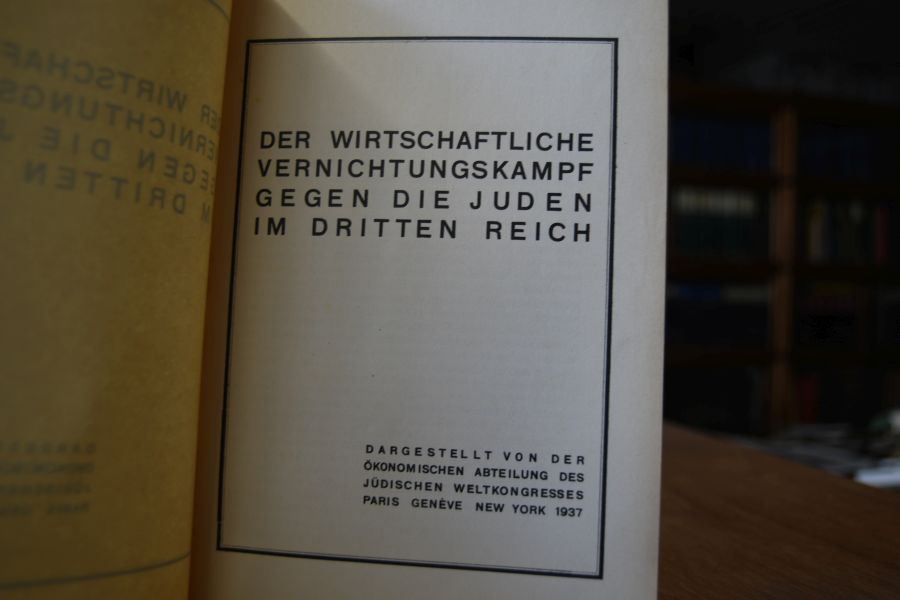 DER WIRTSCHAFTLICHE
VERNICHTUNGSKAMPF
GEGEN DIE JUDEN
IM DRITTEN REICH
DARGESTELLT VON DER
ÖKONOMISCHEN ABTEILUNG DES
JÜDISCHEN WELTKONGRESSES
PARIS GENÈVE NEW YORK 1937